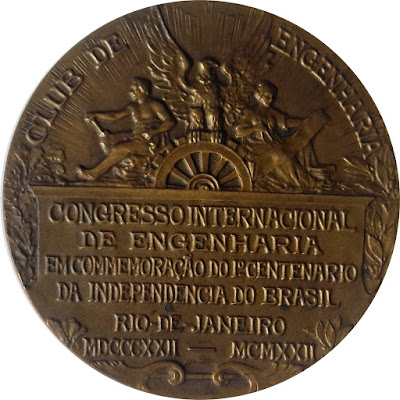 CLUB DE ENGENHARIA
CONGRESSO INTERNACIONAL
DE ENGENHARIA
EM COMMEMORAÇÃO DO 1º CENTENARIO
DA INDEPENDENCIA DO BRASIL
RIO-DE-JANEIRO
MDCCCXXII — MCMXXII